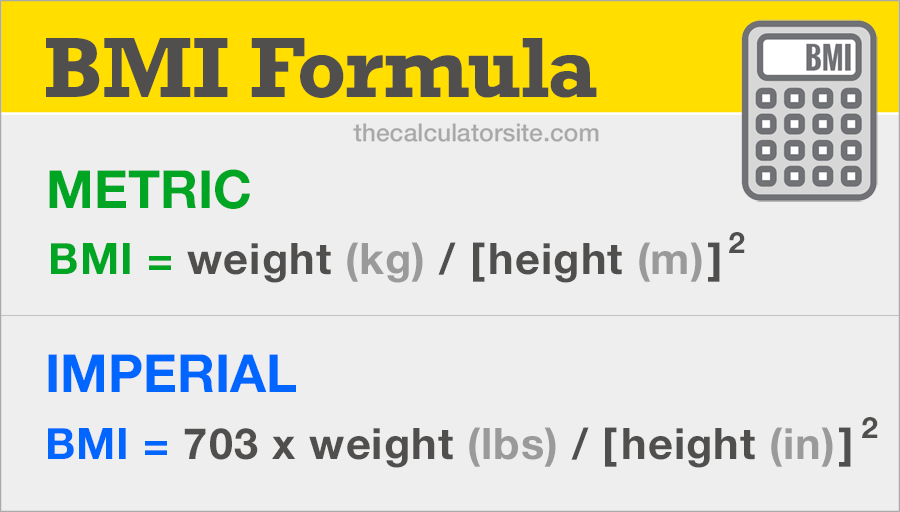 BMI Formula
BMI
thecalculatorsite.com
METRIC
BMI = weight (kg) / [height (m)]²
IMPERIAL
BMI = 703 x weight (lbs) / [height (in)]²